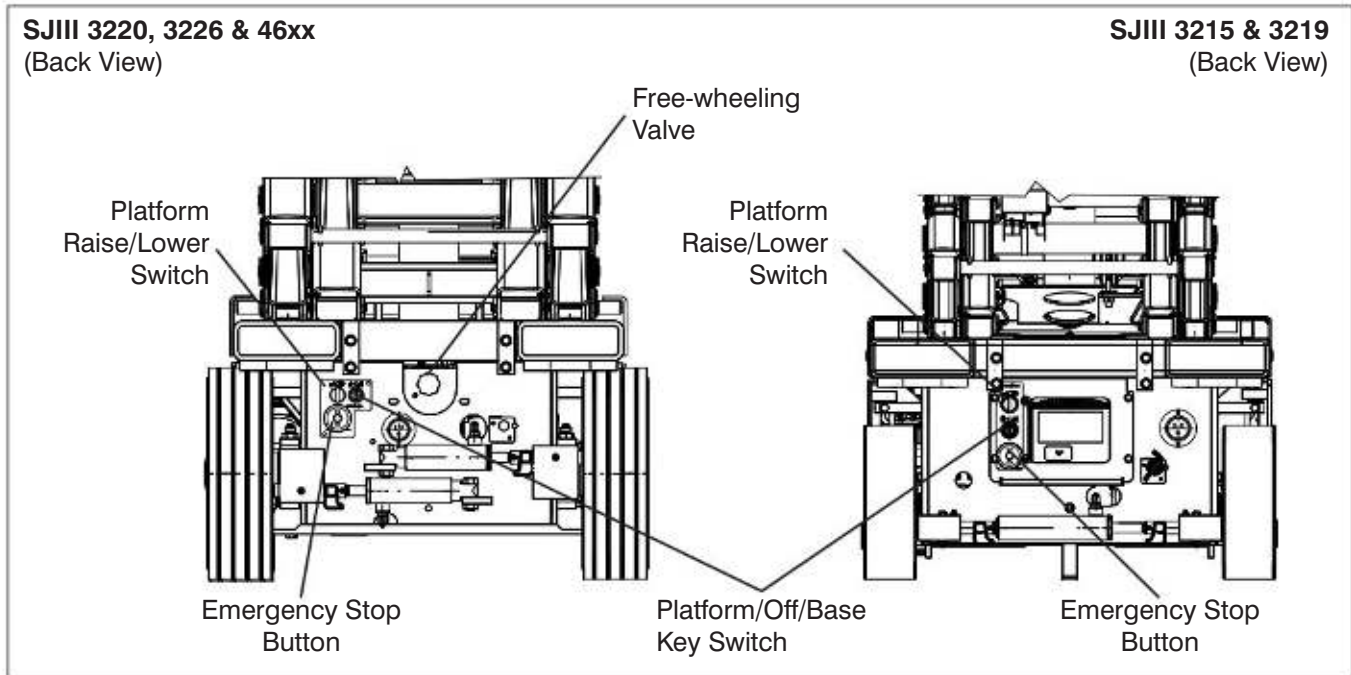 SJIII 3220, 3226 & 46xx
(Back View)
SJIII 3215 & 3219
(Back View)
Free-wheeling
Valve
Platform
Raise/Lower
Switch
Platform
Raise/Lower
Switch
Emergency Stop
Button
Platform/Off/Base
Key Switch
Emergency Stop
Button